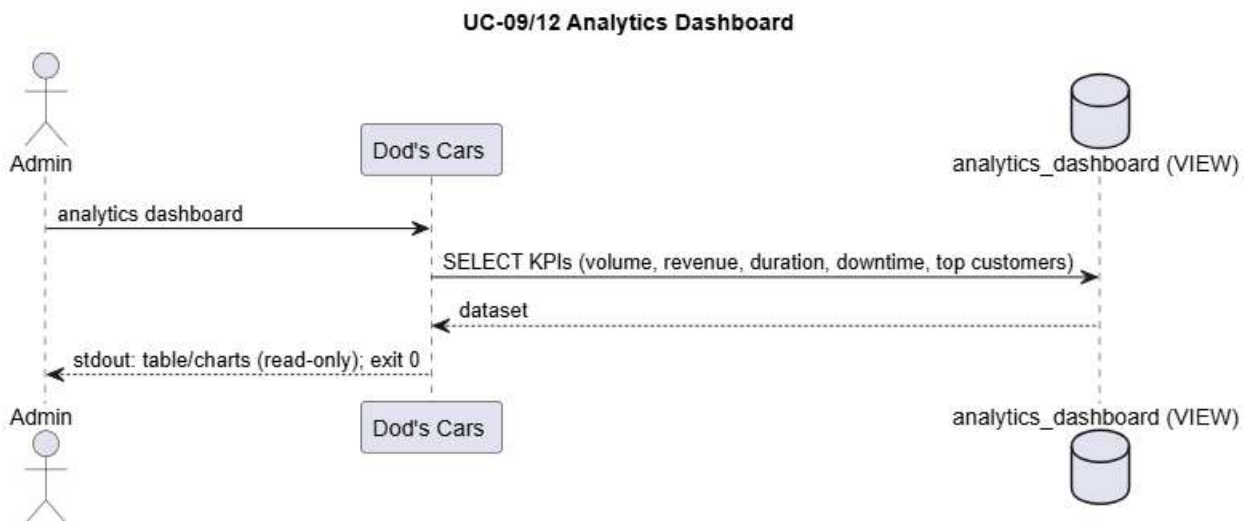 UC-09/12 Analytics Dashboard
Admin
Dod's Cars
analytics_dashboard (VIEW)
analytics dashboard
SELECT KPIs (volume, revenue, duration, downtime, top customers)
dataset
stdout: table/charts (read-only); exit 0
Admin
Dod's Cars
analytics_dashboard (VIEW)